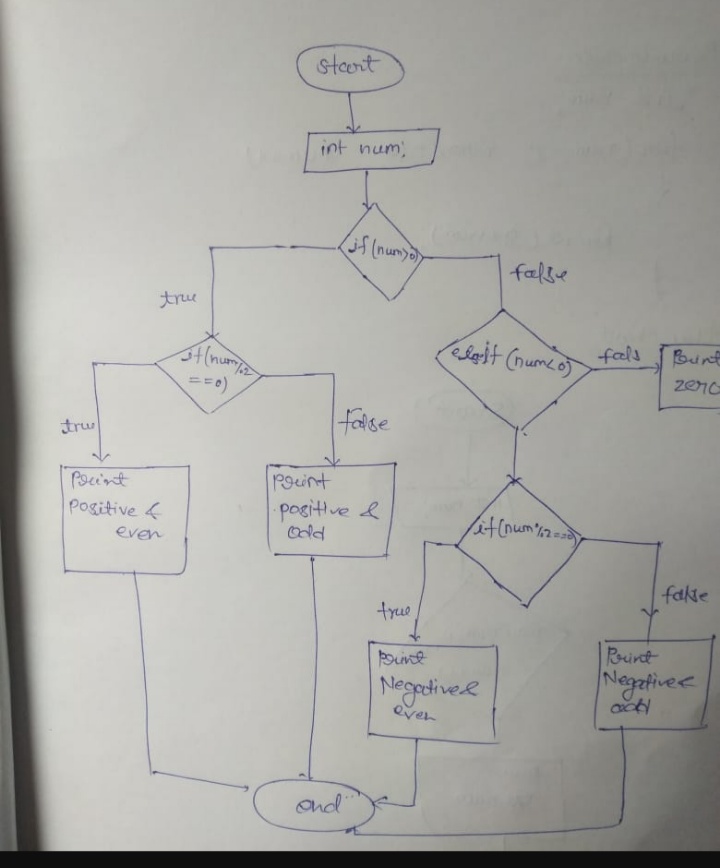 start
int num;
if(num>0)
true
false
if(num%2
==0)
elseif (num<0)
fals
Print
zero
true
false
Print
Positive &
even
Print
positive &
odd
if(num%2==0)
true
false
Print
Negative &
even
Print
Negative &
odd
end